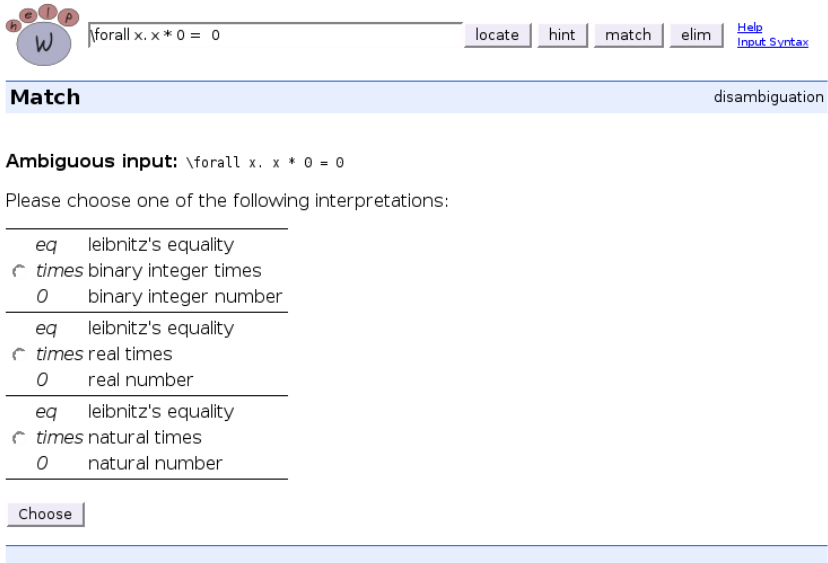 help
W
\forall x. x * 0 =  0
locate hint match elim
Help
Input Syntax
Match disambiguation
Ambiguous input: \forall x. x * 0 = 0
Please choose one of the following interpretations:
eq leibnitz's equality
times binary integer times
0 binary integer number
eq leibnitz's equality
times real times
0 real number
eq leibnitz's equality
times natural times
0 natural number
Choose